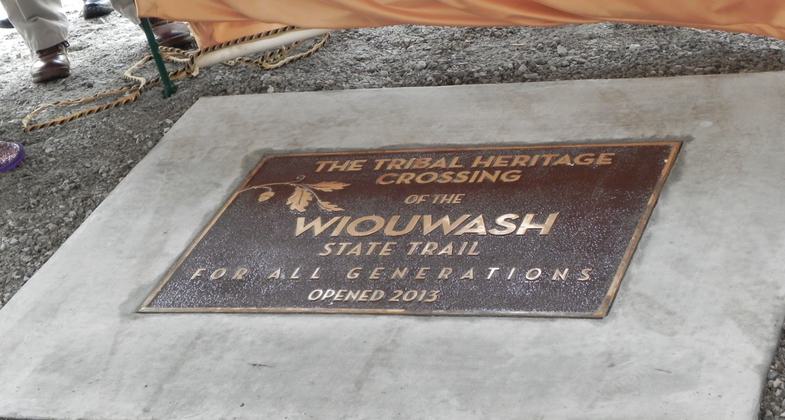 THE TRIBAL HERITAGE
CROSSING
OF THE
WIOUWASH
STATE TRAIL
FOR ALL GENERATIONS
OPENED 2013